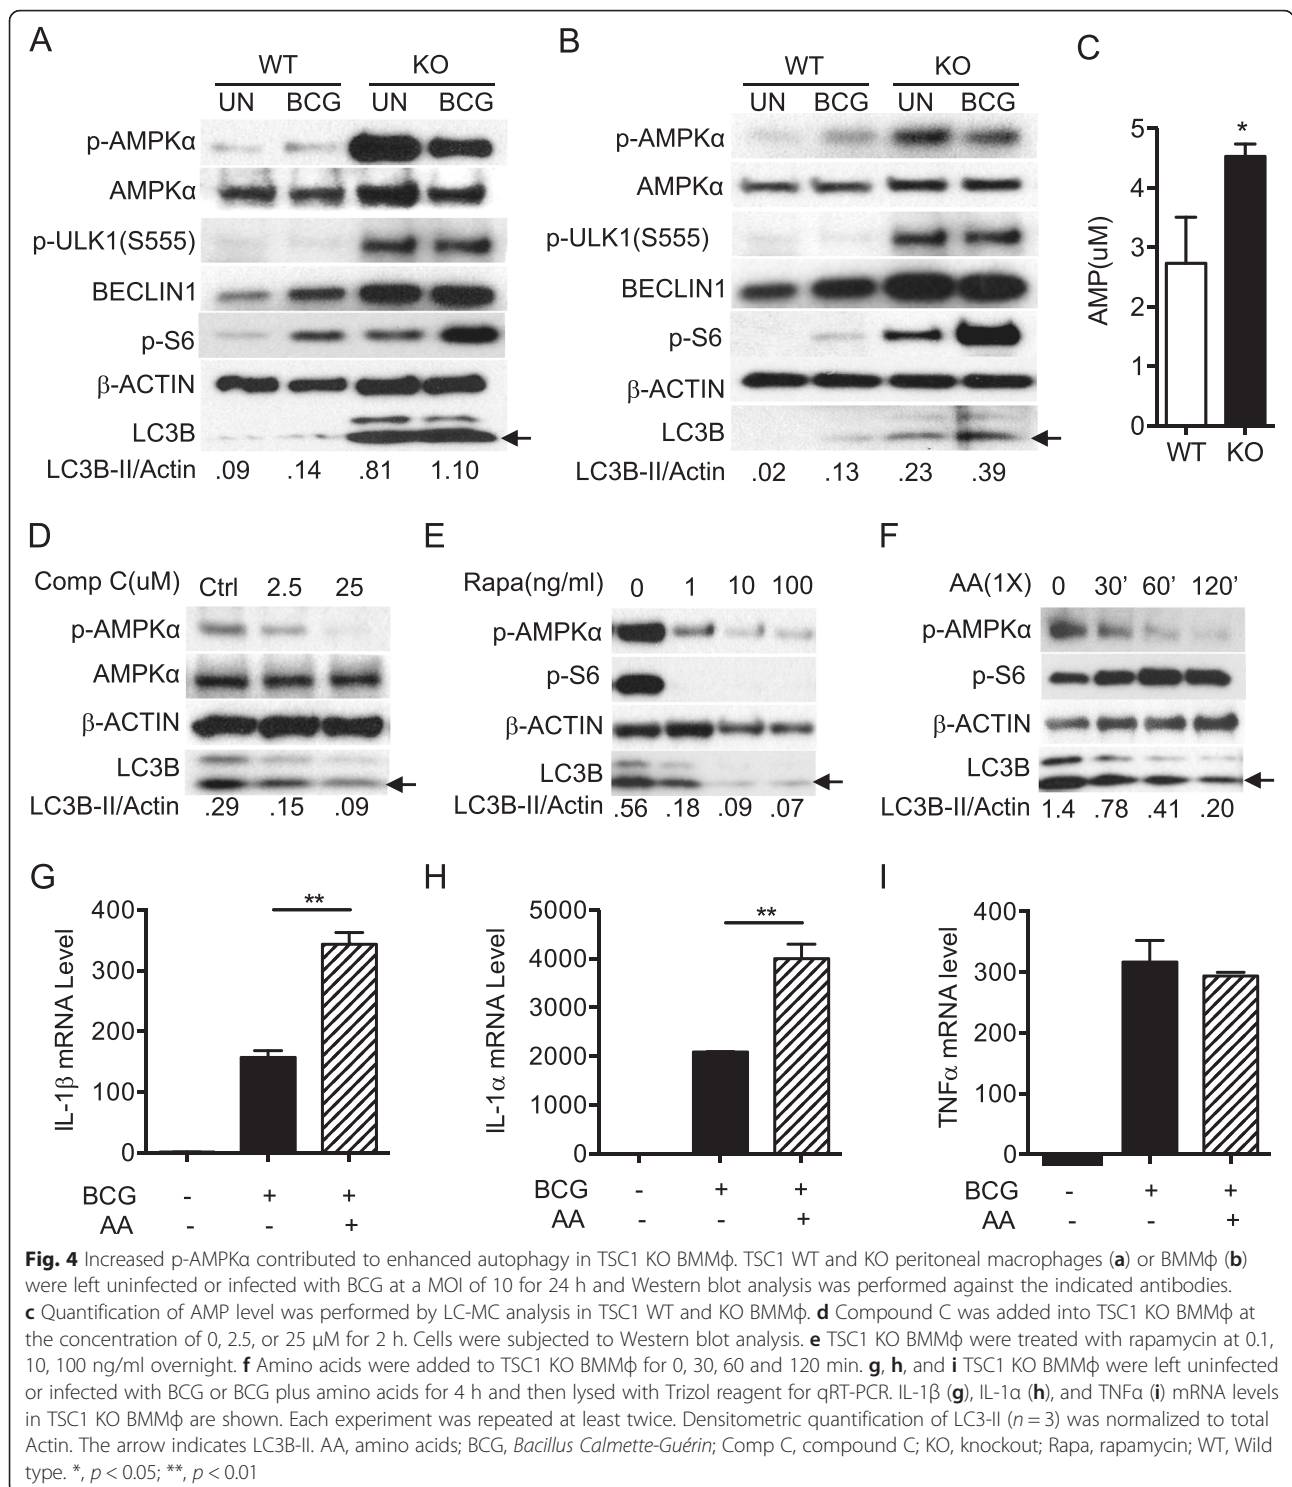 A
WT KO
UN BCG UN BCG
p-AMPKα
AMPKα
p-ULK1(S555)
BECLIN1
p-S6
β-ACTIN
LC3B
LC3B-II/Actin .09 .14 .81 1.10
B
WT KO
UN BCG UN BCG
p-AMPKα
AMPKα
p-ULK1(S555)
BECLIN1
p-S6
β-ACTIN
LC3B
LC3B-II/Actin .02 .13 .23 .39
C
*
5
4
3
2
1
0
AMP(uM)
WT KO
D
Comp C(uM) Ctrl 2.5 25
p-AMPKα
AMPKα
β-ACTIN
LC3B
LC3B-II/Actin .29 .15 .09
E
Rapa(ng/ml) 0 1 10 100
p-AMPKα
p-S6
β-ACTIN
LC3B
LC3B-II/Actin .56 .18 .09 .07
F
AA(1X) 0 30’ 60’ 120’
p-AMPKα
p-S6
β-ACTIN
LC3B
LC3B-II/Actin 1.4 .78 .41 .20
G
**
400
300
200
100
0
IL-1β mRNA Level
BCG - + +
AA - - +
H
**
5000
4000
3000
2000
1000
0
IL-1α mRNA Level
BCG - + +
AA - - +
I
400
300
200
100
0
TNFα mRNA level
BCG - + +
AA - - +
Fig. 4 Increased p-AMPKα contributed to enhanced autophagy in TSC1 KO BMMϕ. TSC1 WT and KO peritoneal macrophages (a) or BMMϕ (b)
were left uninfected or infected with BCG at a MOI of 10 for 24 h and Western blot analysis was performed against the indicated antibodies.
c Quantification of AMP level was performed by LC-MC analysis in TSC1 WT and KO BMMϕ. d Compound C was added into TSC1 KO BMMϕ at
the concentration of 0, 2.5, or 25 μM for 2 h. Cells were subjected to Western blot analysis. e TSC1 KO BMMϕ were treated with rapamycin at 0.1,
10, 100 ng/ml overnight. f Amino acids were added to TSC1 KO BMMϕ for 0, 30, 60 and 120 min. g, h, and i TSC1 KO BMMϕ were left uninfected
or infected with BCG or BCG plus amino acids for 4 h and then lysed with Trizol reagent for qRT-PCR. IL-1β (g), IL-1α (h), and TNFα (i) mRNA levels
in TSC1 KO BMMϕ are shown. Each experiment was repeated at least twice. Densitometric quantification of LC3-II (n = 3) was normalized to total
Actin. The arrow indicates LC3B-II. AA, amino acids; BCG, Bacillus Calmette-Guérin; Comp C, compound C; KO, knockout; Rapa, rapamycin; WT, Wild
type. *, p < 0.05; **, p < 0.01